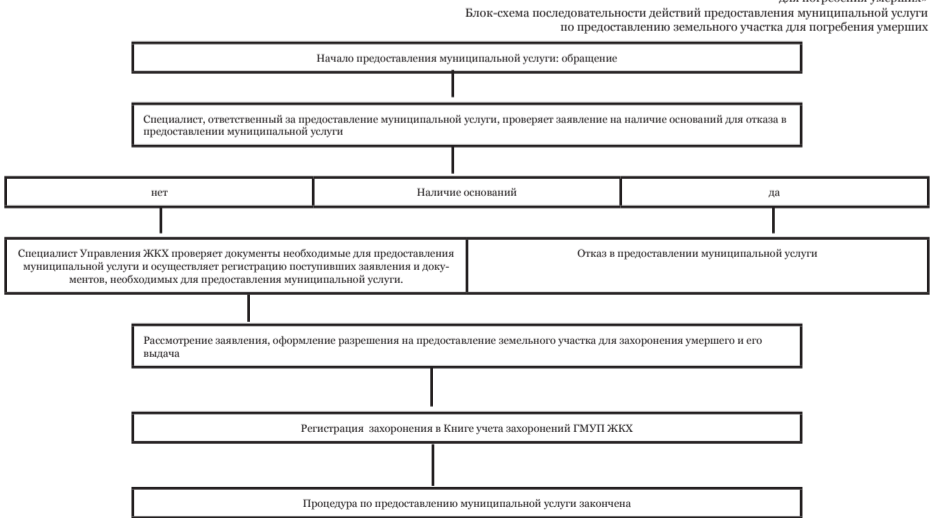 для погребения умерших»
Блок-схема последовательности действий предоставления муниципальной услуги
по предоставлению земельного участка для погребения умерших
Начало предоставления муниципальной услуги: обращение
Специалист, ответственный за предоставление муниципальной услуги, проверяет заявление на наличие оснований для отказа в
предоставлении муниципальной услуги
нет
Наличие оснований
да
Специалист Управления ЖКХ проверяет документы необходимые для предоставления
муниципальной услуги и осуществляет регистрацию поступивших заявления и доку-
ментов, необходимых для предоставления муниципальной услуги.
Отказ в предоставлении муниципальной услуги
Рассмотрение заявления, оформление разрешения на предоставление земельного участка для захоронения умершего и его
выдача
Регистрация захоронения в Книге учета захоронений ГМУП ЖКХ
Процедура по предоставлению муниципальной услуги закончена